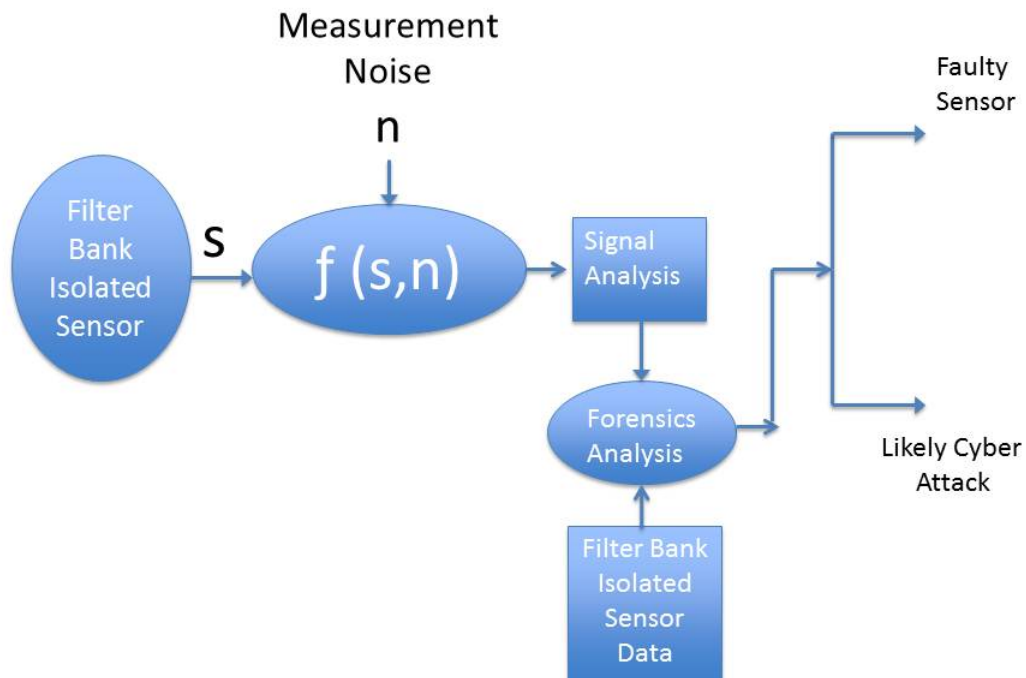 Measurement
Noise
n
Faulty
Sensor
Filter
Bank
Isolated
Sensor
s
ƒ (s,n)
Signal
Analysis
Forensics
Analysis
Likely Cyber
Attack
Filter Bank
Isolated
Sensor
Data